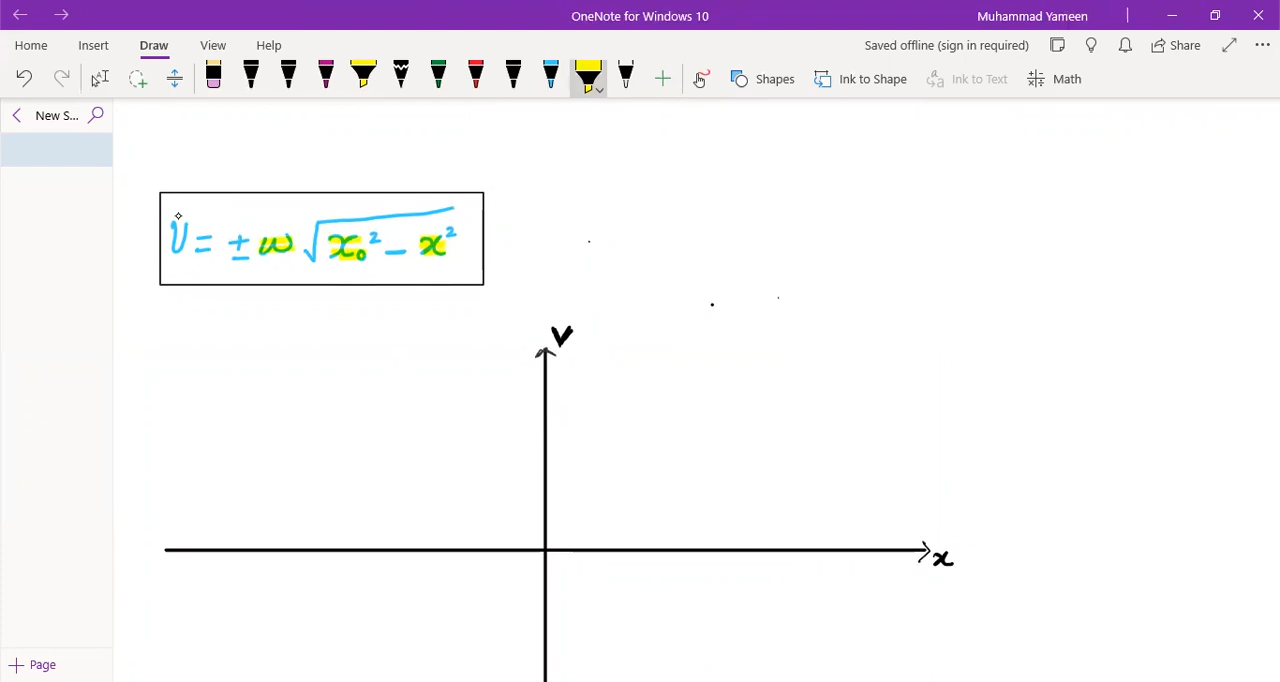 OneNote for Windows 10
Muhammad Yameen
Home Insert Draw View Help
Saved offline (sign in required) Share
Shapes Ink to Shape Ink to Text Math
New S...
V = ± ω √x₀² – x²
V
x
Page